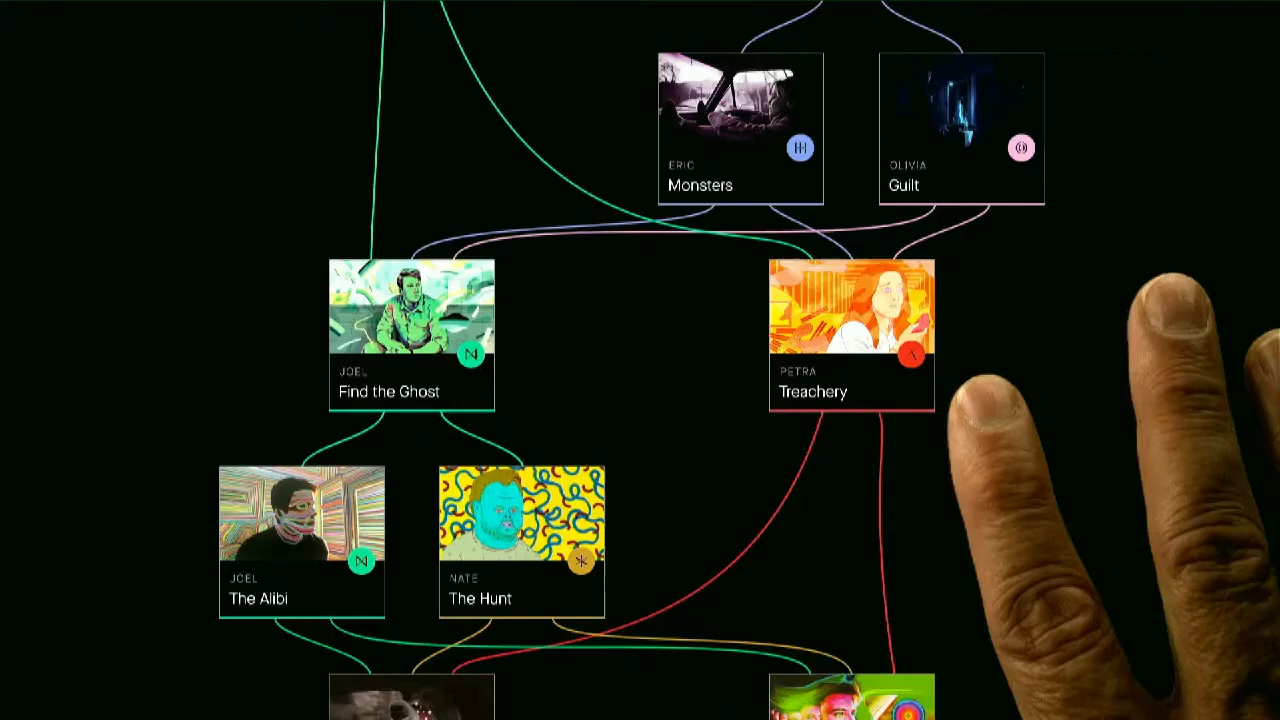 ERIC
Monsters
OLIVIA
Guilt
JOEL
Find the Ghost
PETRA
Treachery
JOEL
The Alibi
NATE
The Hunt